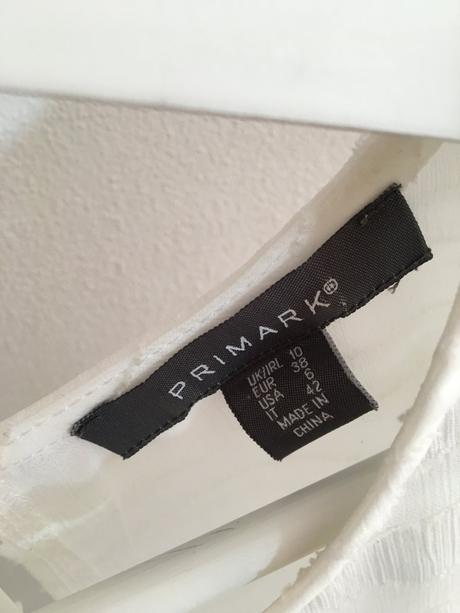 PRIMARK®
UK/IRL 10
EUR 38
USA 6
IT 42
MADE IN
CHINA